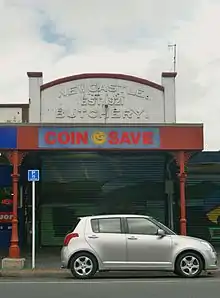 NEWCASTLE
EST. 1921
BUTCHERY.
COIN SAVE